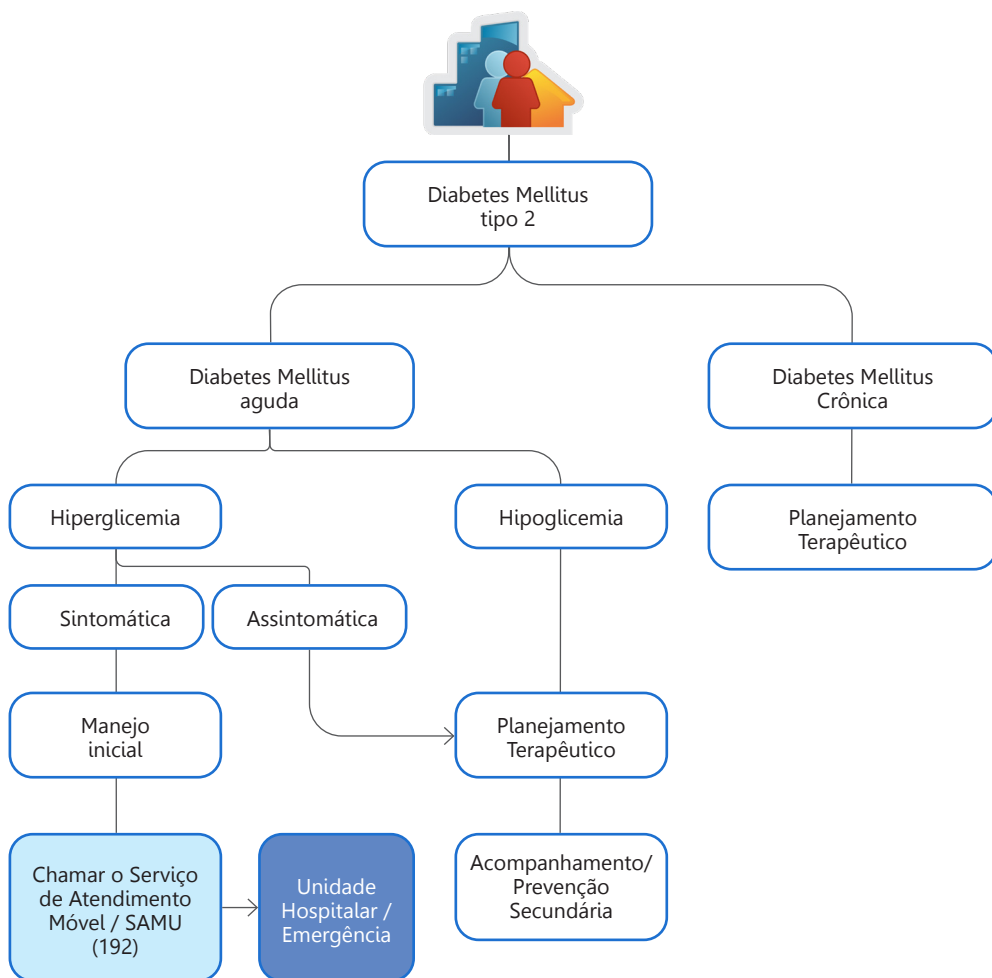 Diabetes Mellitus
tipo 2
Diabetes Mellitus
aguda
Diabetes Mellitus
Crônica
Hiperglicemia
Hipoglicemia
Planejamento
Terapêutico
Sintomática
Assintomática
Manejo
inicial
Planejamento
Terapêutico
Chamar o Serviço
de Atendimento
Móvel / SAMU
(192)
Unidade
Hospitalar /
Emergência
Acompanhamento/
Prevenção
Secundária